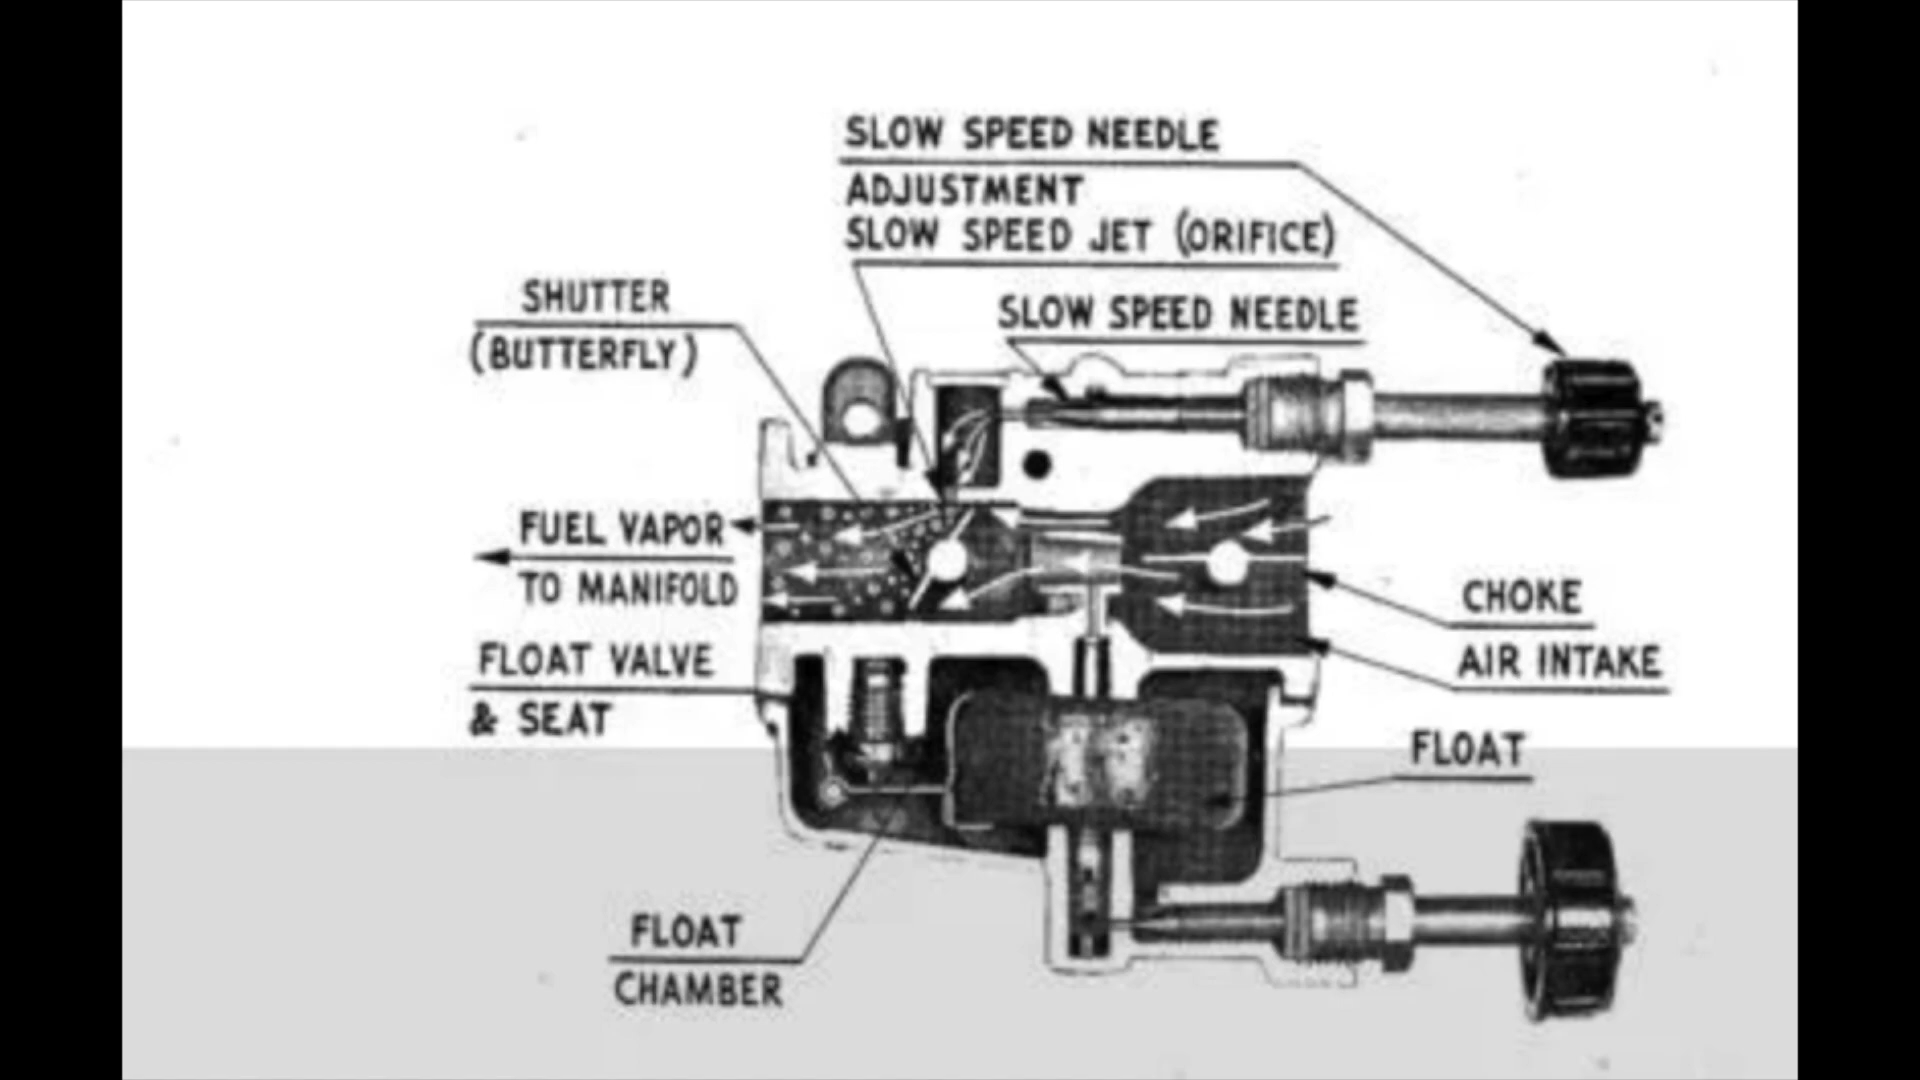 SLOW SPEED NEEDLE
ADJUSTMENT
SLOW SPEED JET (ORIFICE)
SHUTTER
(BUTTERFLY)
SLOW SPEED NEEDLE
FUEL VAPOR
TO MANIFOLD
CHOKE
FLOAT VALVE
& SEAT
AIR INTAKE
FLOAT
FLOAT
CHAMBER